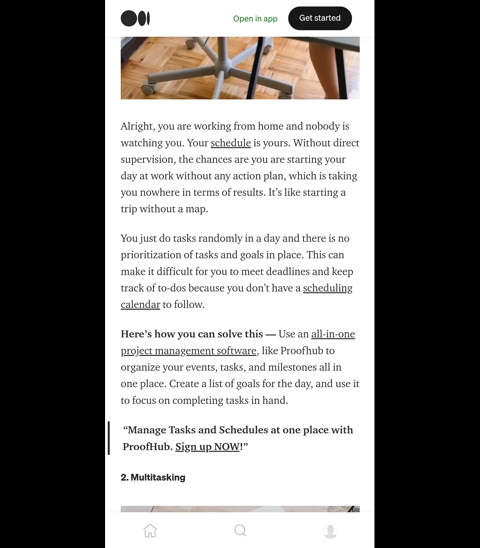 Open in app
Get started
Alright, you are working from home and nobody is
watching you. Your schedule is yours. Without direct
supervision, the chances are you are starting your
day at work without any action plan, which is taking
you nowhere in terms of results. It’s like starting a
trip without a map.
You just do tasks randomly in a day and there is no
prioritization of tasks and goals in place. This can
make it difficult for you to meet deadlines and keep
track of to-dos because you don’t have a scheduling
calendar to follow.
Here’s how you can solve this — Use an all-in-one
project management software, like Proofhub to
organize your events, tasks, and milestones all in
one place. Create a list of goals for the day, and use it
to focus on completing tasks in hand.
“Manage Tasks and Schedules at one place with
ProofHub. Sign up NOW!”
2. Multitasking